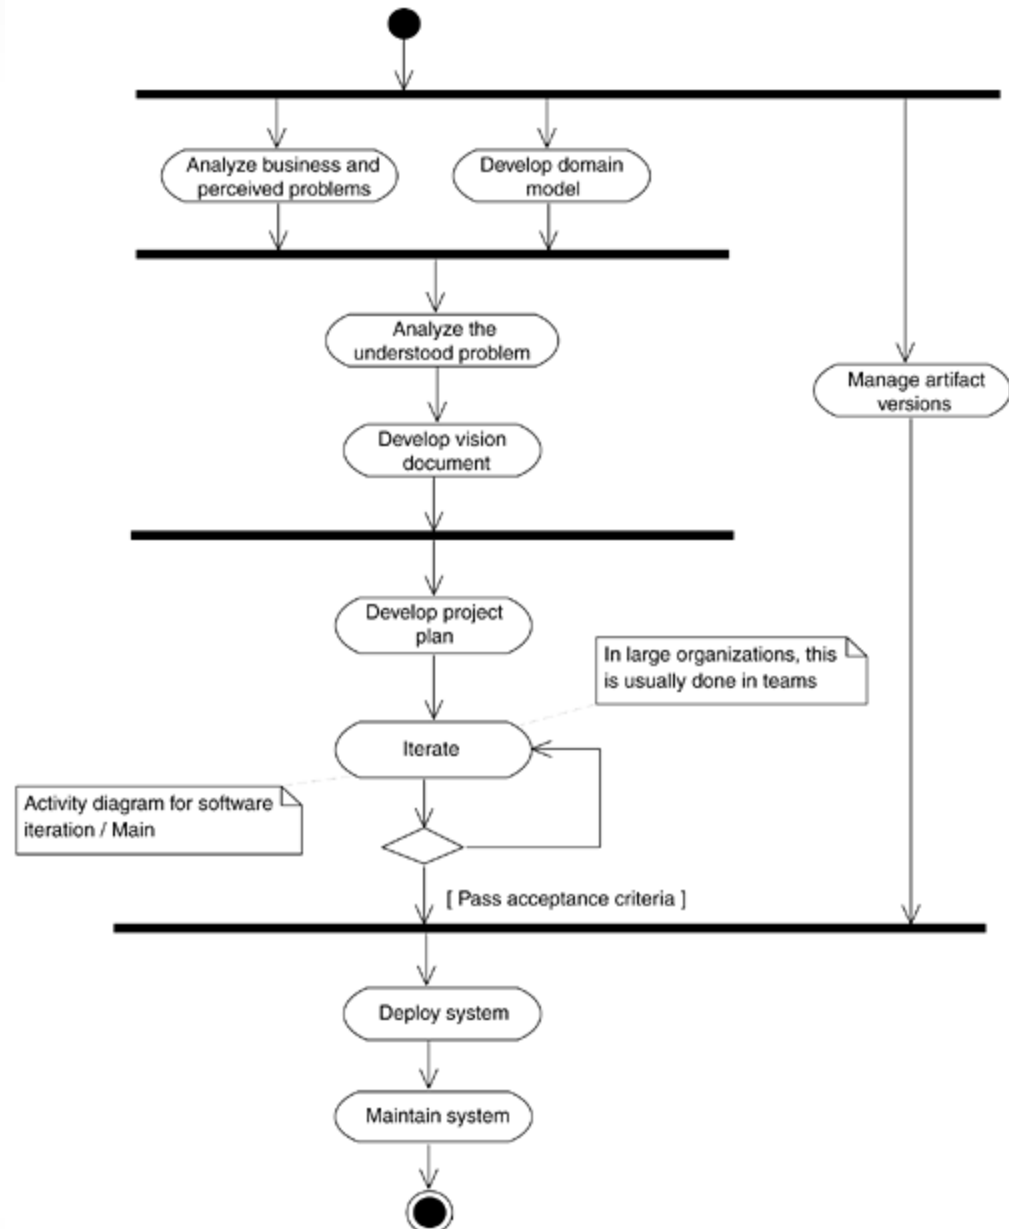 Analyze business and
perceived problems
Develop domain
model
Analyze the
understood problem
Manage artifact
versions
Develop vision
document
Develop project
plan
In large organizations, this
is usually done in teams
Iterate
Activity diagram for software
iteration / Main
[ Pass acceptance criteria ]
Deploy system
Maintain system